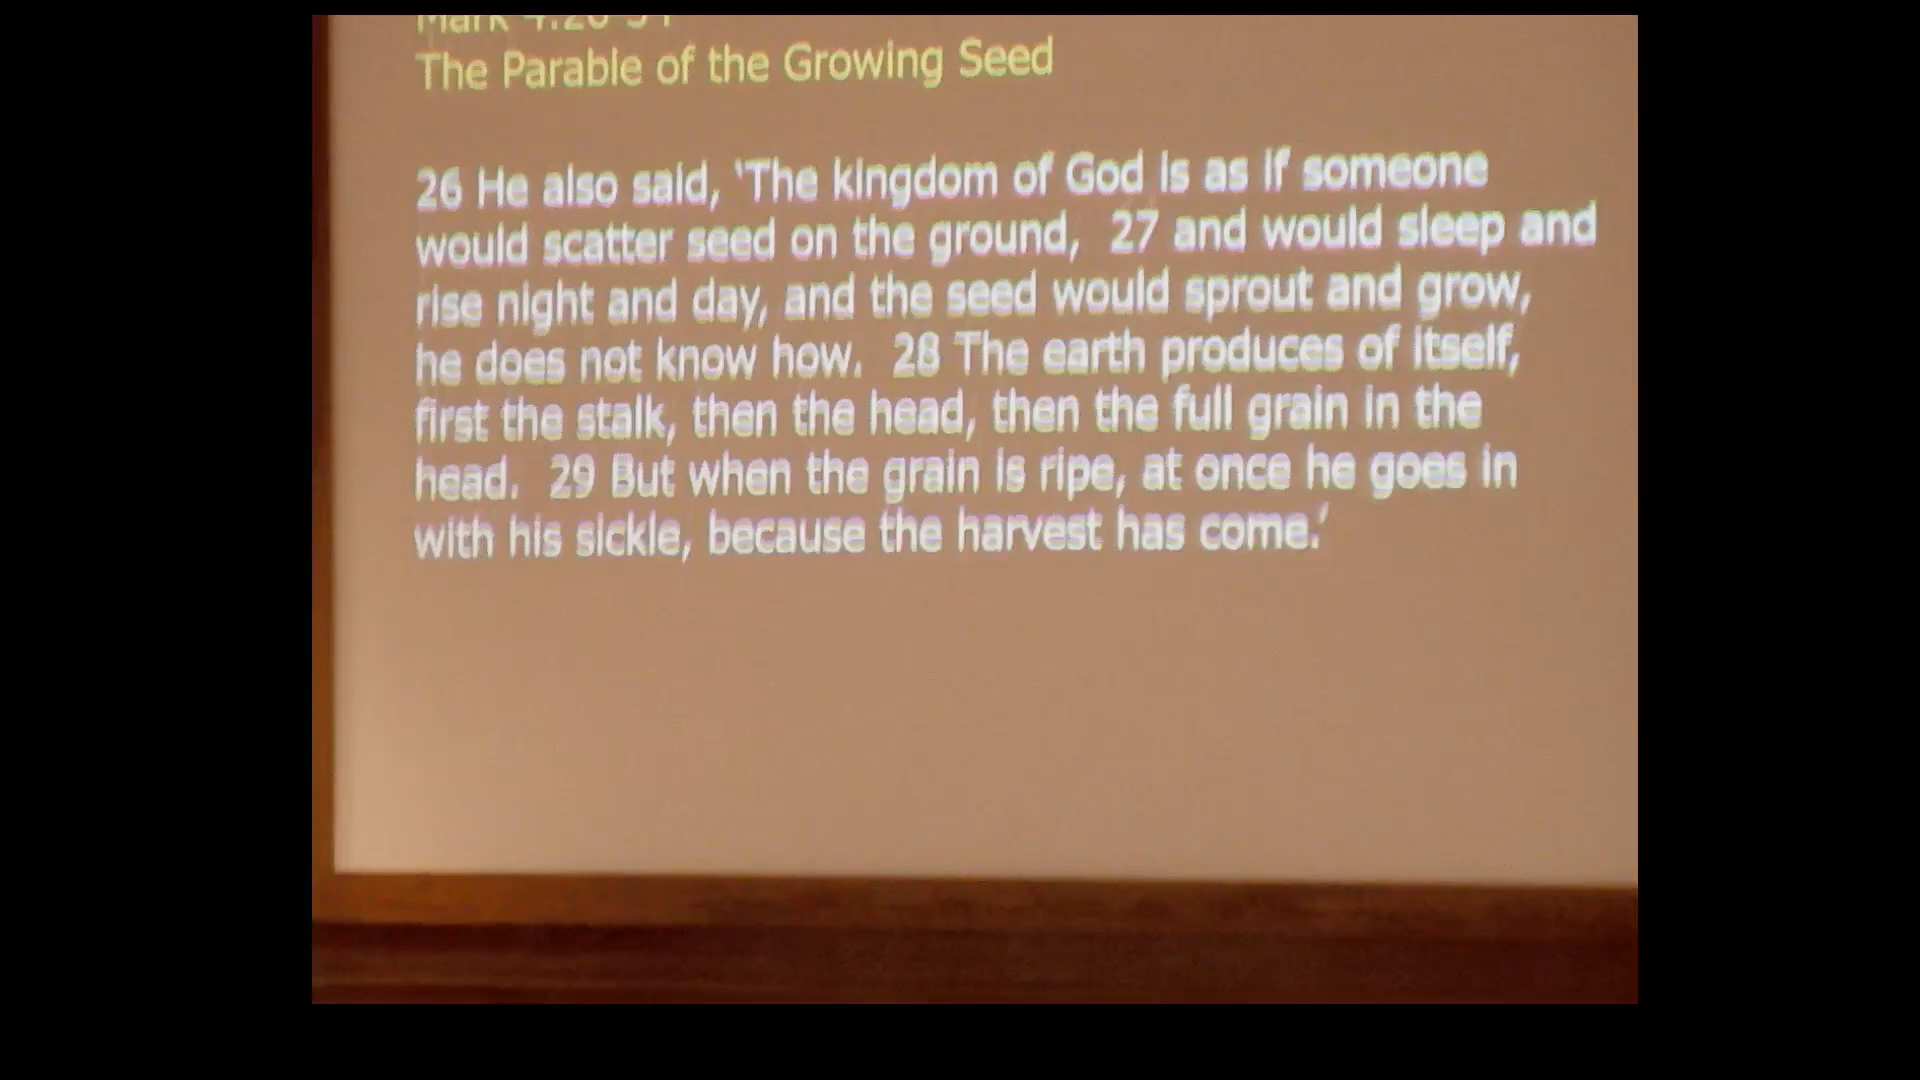 Mark 4:26-34
The Parable of the Growing Seed
26 He also said, 'The kingdom of God is as if someone
would scatter seed on the ground, 27 and would sleep and
rise night and day, and the seed would sprout and grow,
he does not know how. 28 The earth produces of itself,
first the stalk, then the head, then the full grain in the
head. 29 But when the grain is ripe, at once he goes in
with his sickle, because the harvest has come.'